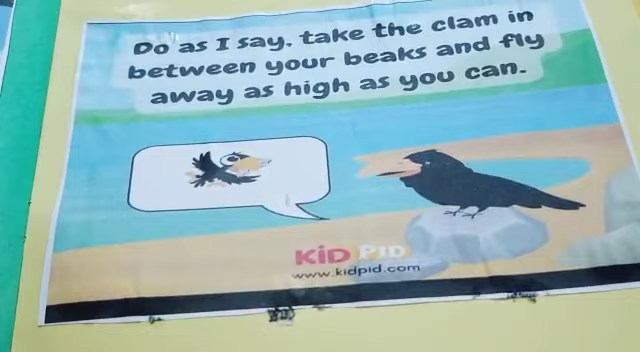 Do as I say, take the clam in
between your beaks and fly
away as high as you can.
KiD PID
www.kidpid.com